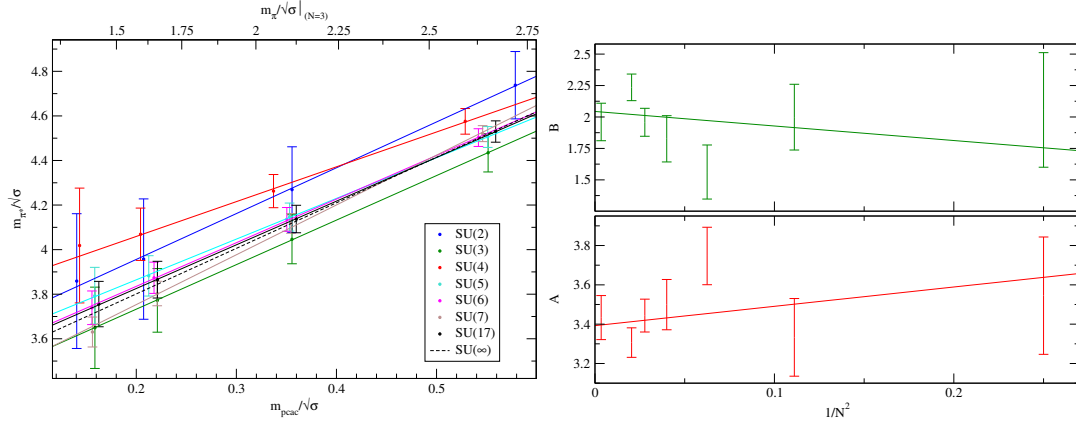 m_π/√σ|_(N=3)
1.5 1.75 2 2.25 2.5 2.75
m_π*/√σ
4.8
4.6
4.4
4.2
4
3.8
3.6
SU(2)
SU(3)
SU(4)
SU(5)
SU(6)
SU(7)
SU(17)
SU(∞)
0.2 0.3 0.4 0.5
m_pcac/√σ
B
2.5
2.25
2
1.75
1.5
A
3.8
3.6
3.4
3.2
0 0.1 0.2
1/N²